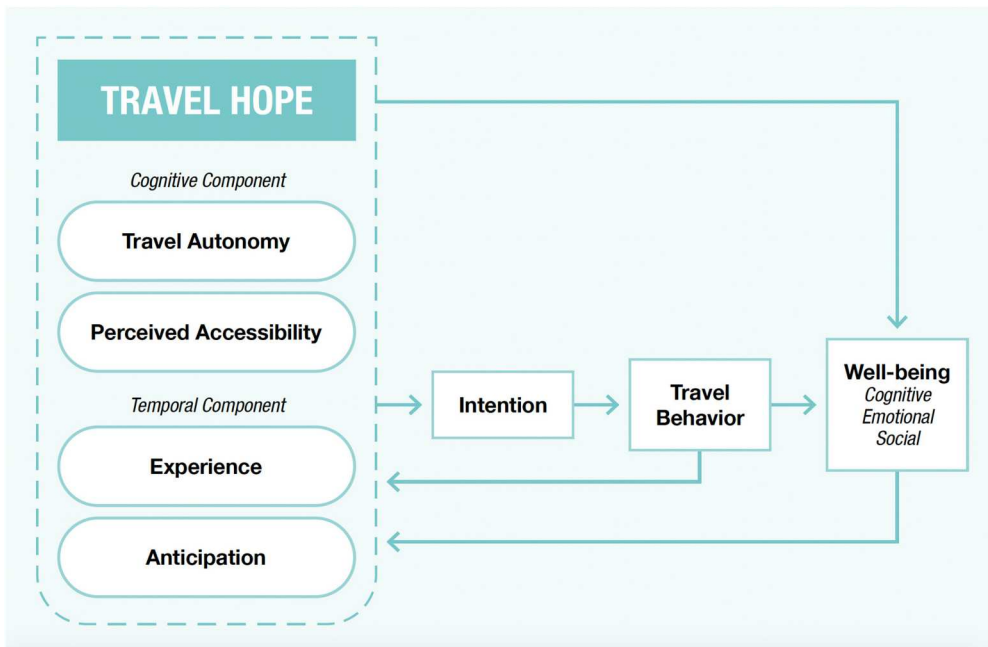 TRAVEL HOPE
Cognitive Component
Travel Autonomy
Perceived Accessibility
Temporal Component
Experience
Anticipation
Intention
Travel
Behavior
Well-being
Cognitive
Emotional
Social